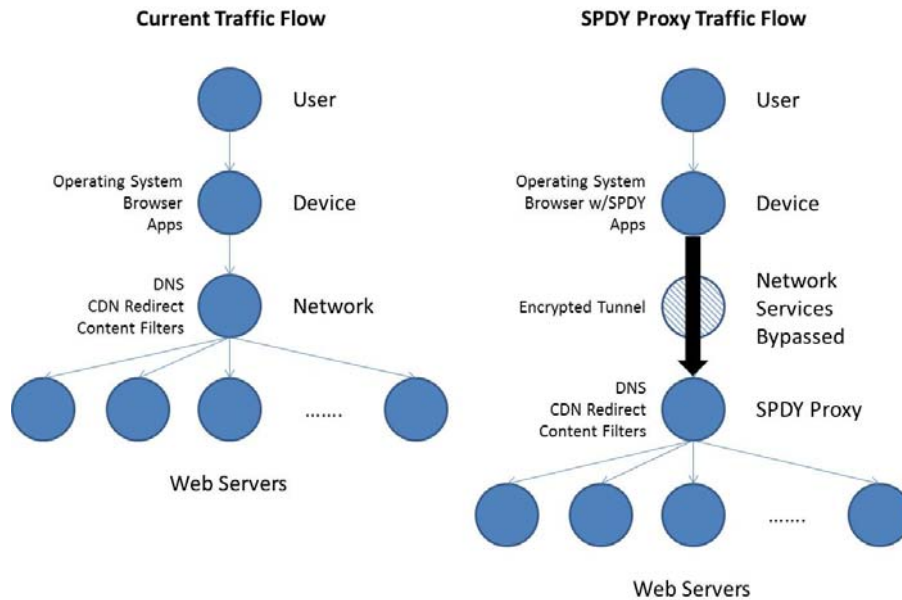 Current Traffic Flow
User
Operating System
Browser
Apps
Device
DNS
CDN Redirect
Content Filters
Network
.......
Web Servers
SPDY Proxy Traffic Flow
User
Operating System
Browser w/SPDY
Apps
Device
Encrypted Tunnel
Network
Services
Bypassed
DNS
CDN Redirect
Content Filters
SPDY Proxy
.......
Web Servers